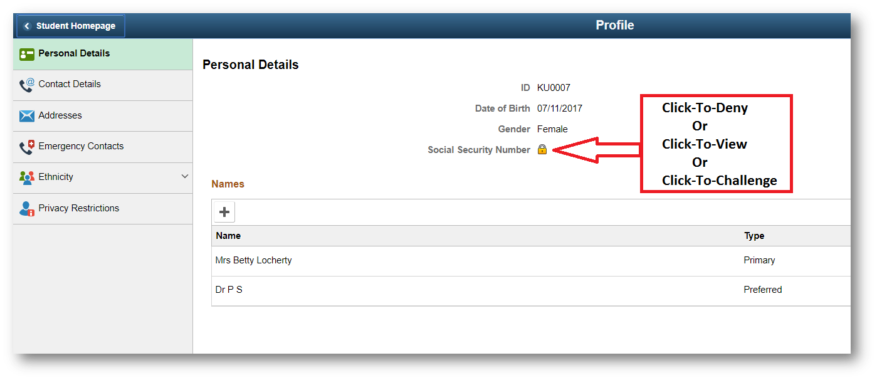 Student Homepage
Profile
Personal Details
Contact Details
Addresses
Emergency Contacts
Ethnicity
Privacy Restrictions
Personal Details
ID KU0007
Date of Birth 07/11/2017
Gender Female
Social Security Number
Click-To-Deny
Or
Click-To-View
Or
Click-To-Challenge
Names
Name Type
Mrs Betty Locherty Primary
Dr P S Preferred